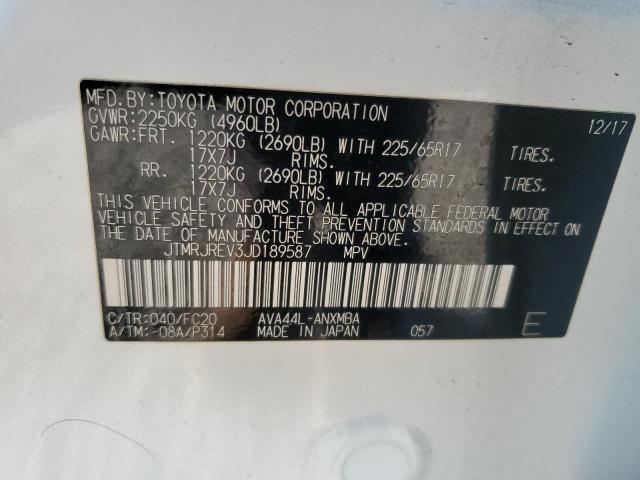 MFD.BY:TOYOTA MOTOR CORPORATION 12/17
GVWR:2250KG (4960LB)
GAWR:FRT. 1220KG (2690LB) WITH 225/65R17 TIRES.
17X7J RIMS.
RR. 1220KG (2690LB) WITH 225/65R17 TIRES.
17X7J RIMS.
THIS VEHICLE CONFORMS TO ALL APPLICABLE FEDERAL MOTOR
VEHICLE SAFETY AND THEFT PREVENTION STANDARDS IN EFFECT ON
THE DATE OF MANUFACTURE SHOWN ABOVE.
JTMRJREV3JD189587 MPV
C/TR:040/FC20 AVA44L-ANXMBA
A/TM:-08A/P314 MADE IN JAPAN 057 E